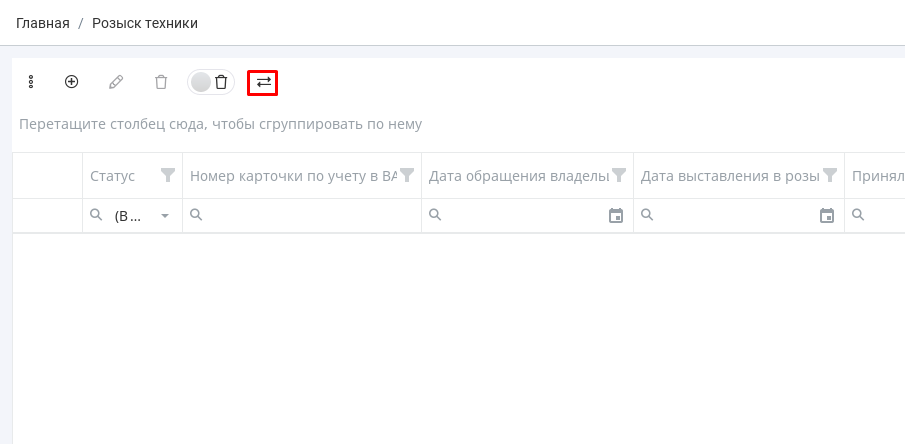 Главная / Розыск техники
Перетащите столбец сюда, чтобы сгруппировать по нему
Статус Номер карточки по учету в ВА Дата обращения владель Дата выставления в розы Принял
(В...